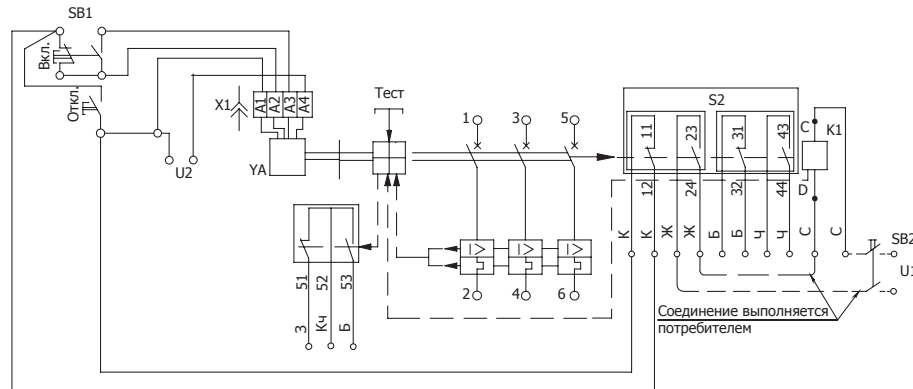 SB1
Вкл.
Откл.
X1
A1 A2 A3 A4
YA
U2
Тест
1 3 5
S2
11 23 31 43
C
K1
12 24 32 44
D
К К Ж Ж Б Б Ч Ч С С
SB2
U1
I> I> I>
2 4 6
51 52 53
З Кч Б
Соединение выполняется
потребителем